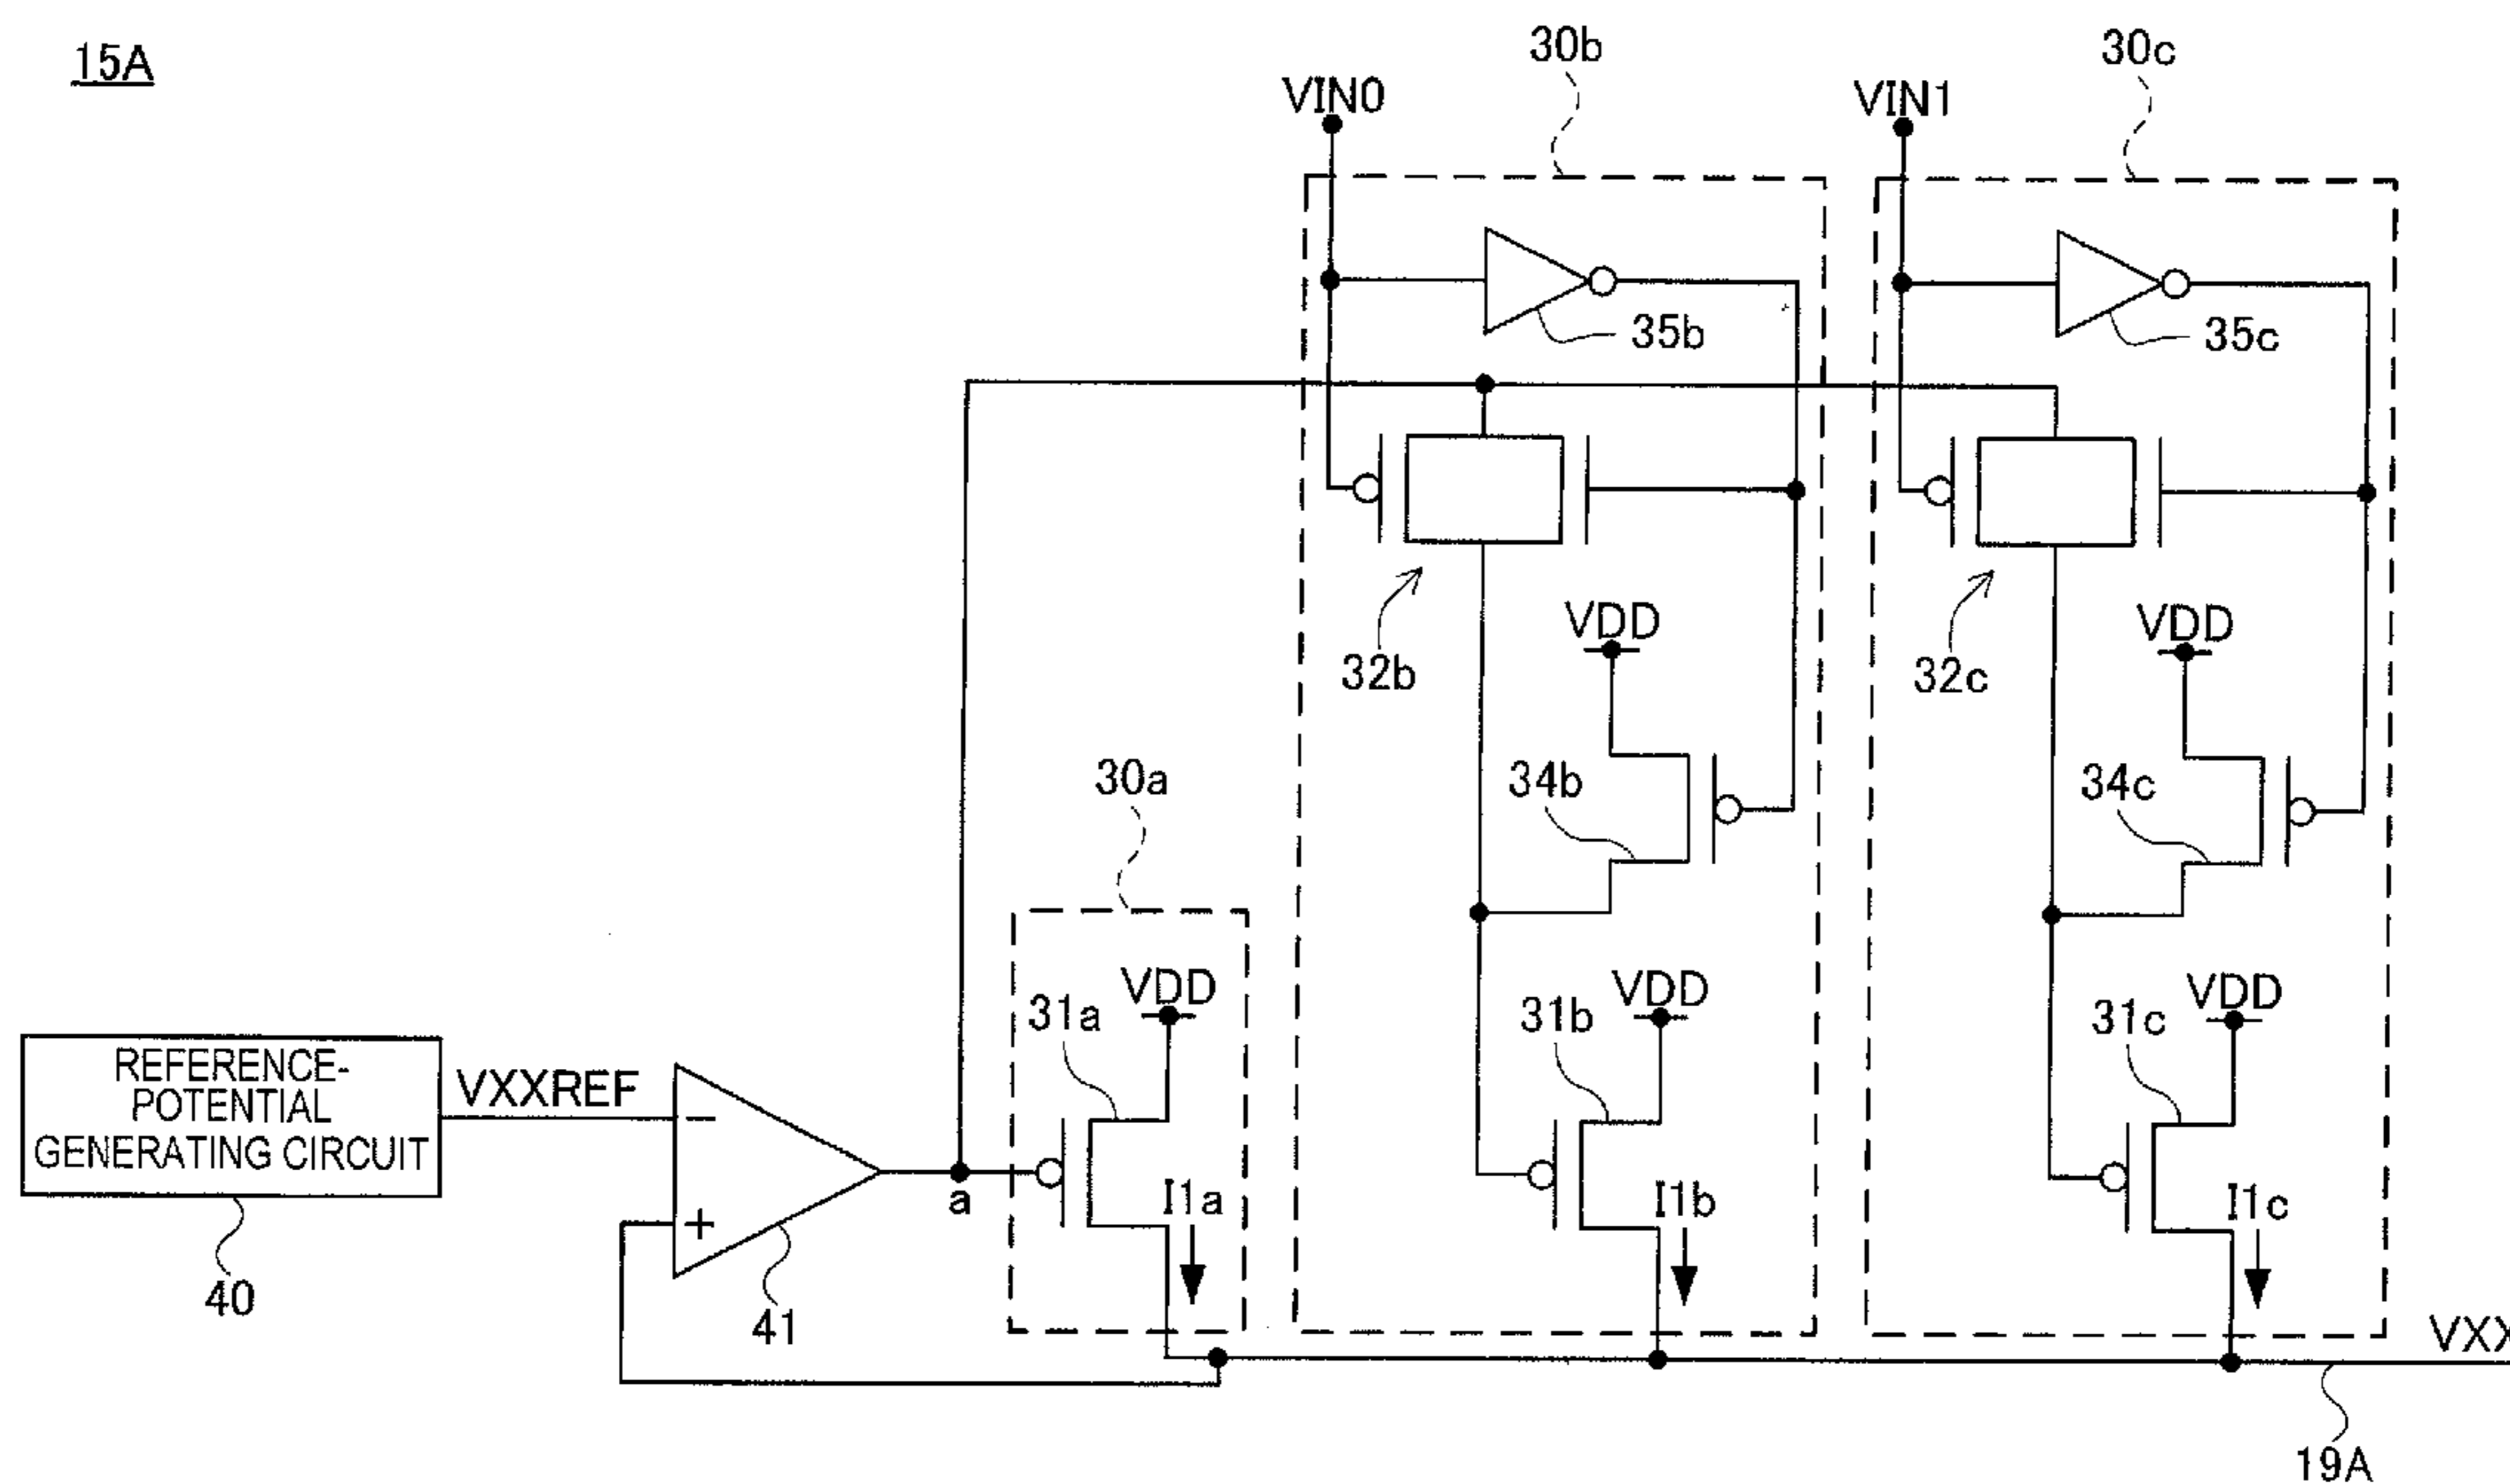 15A
30b
30c
VIN0
VIN1
35b
35c
VDD
VDD
32b
32c
30a
34b
34c
VDD
VDD
VDD
31a
31b
31c
REFERENCE-
POTENTIAL
GENERATING CIRCUIT
VXXREF
−
+
a
I1a
I1b
I1c
40
41
VXX
19A